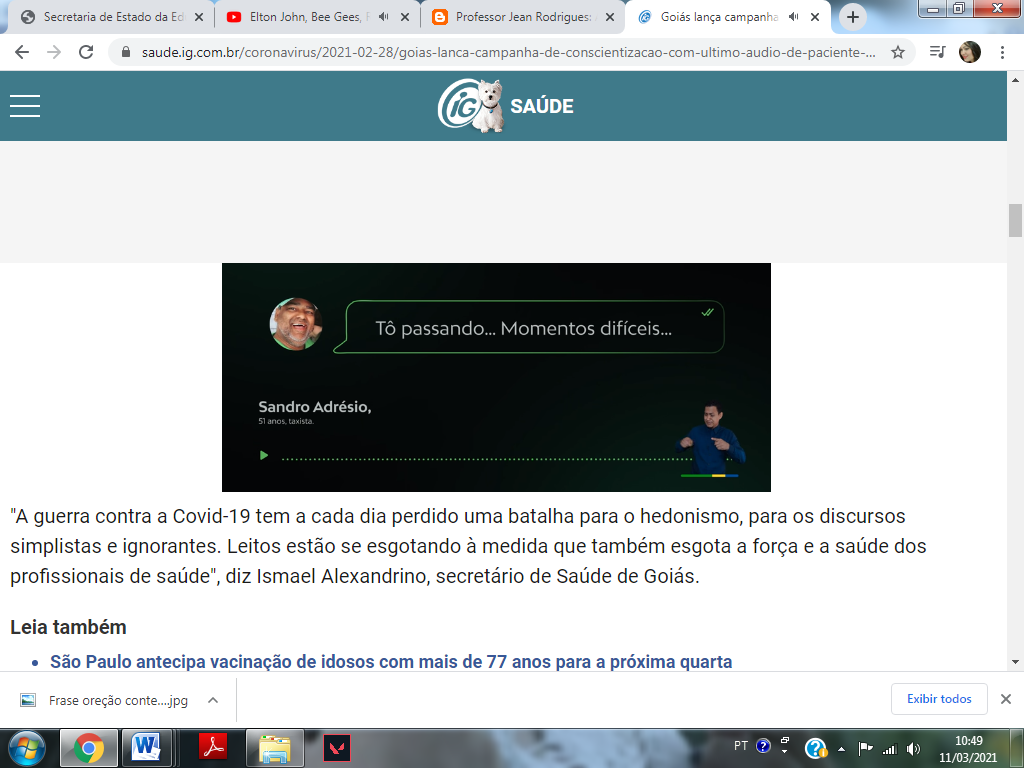 Secretaria de Estado da Ed
Elton John, Bee Gees, F
Professor Jean Rodrigues:
Goiás lança campanha
saude.ig.com.br/coronavirus/2021-02-28/goias-lanca-campanha-de-conscientizacao-com-ultimo-audio-de-paciente-...
iG SAÚDE
Tô passando... Momentos difíceis...
Sandro Adrésio,
51 anos, taxista.
"A guerra contra a Covid-19 tem a cada dia perdido uma batalha para o hedonismo, para os discursos
simplistas e ignorantes. Leitos estão se esgotando à medida que também esgota a força e a saúde dos
profissionais de saúde", diz Ismael Alexandrino, secretário de Saúde de Goiás.
Leia também
• São Paulo antecipa vacinação de idosos com mais de 77 anos para a próxima quarta
Frase oreção conte....jpg
Exibir todos
PT
10:49
11/03/2021